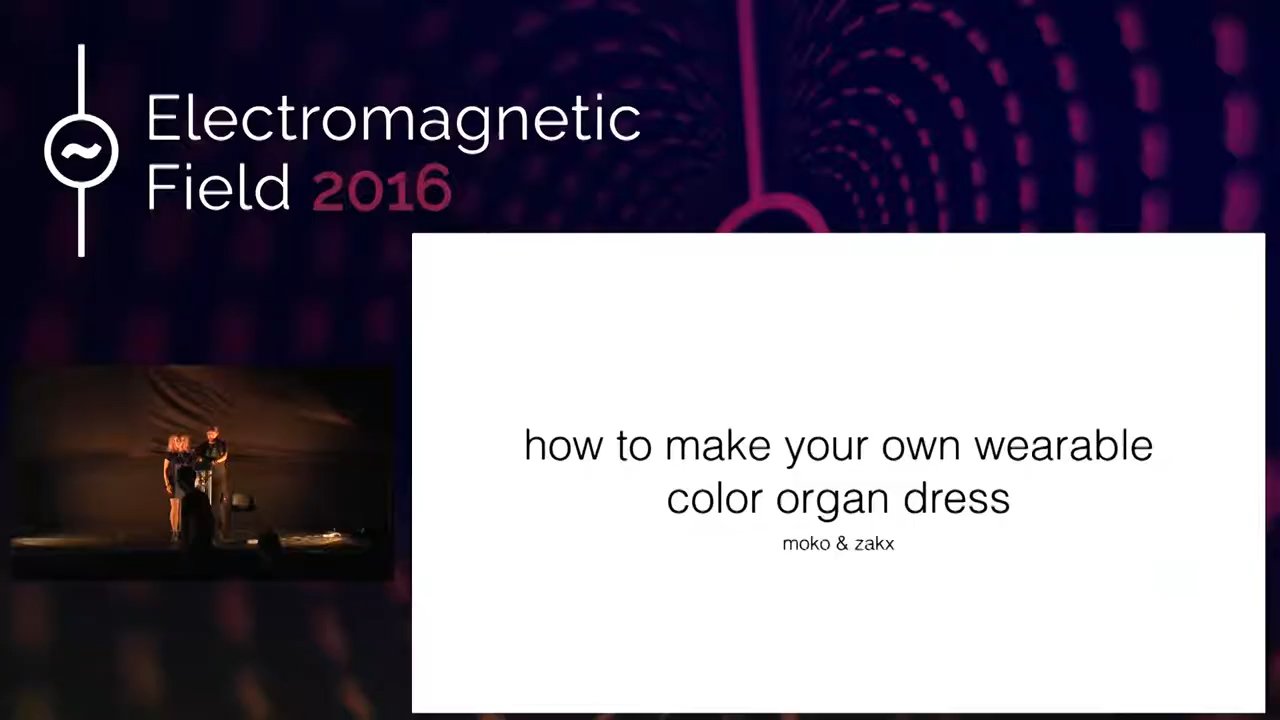 Electromagnetic
Field 2016
how to make your own wearable
color organ dress
moko & zakx